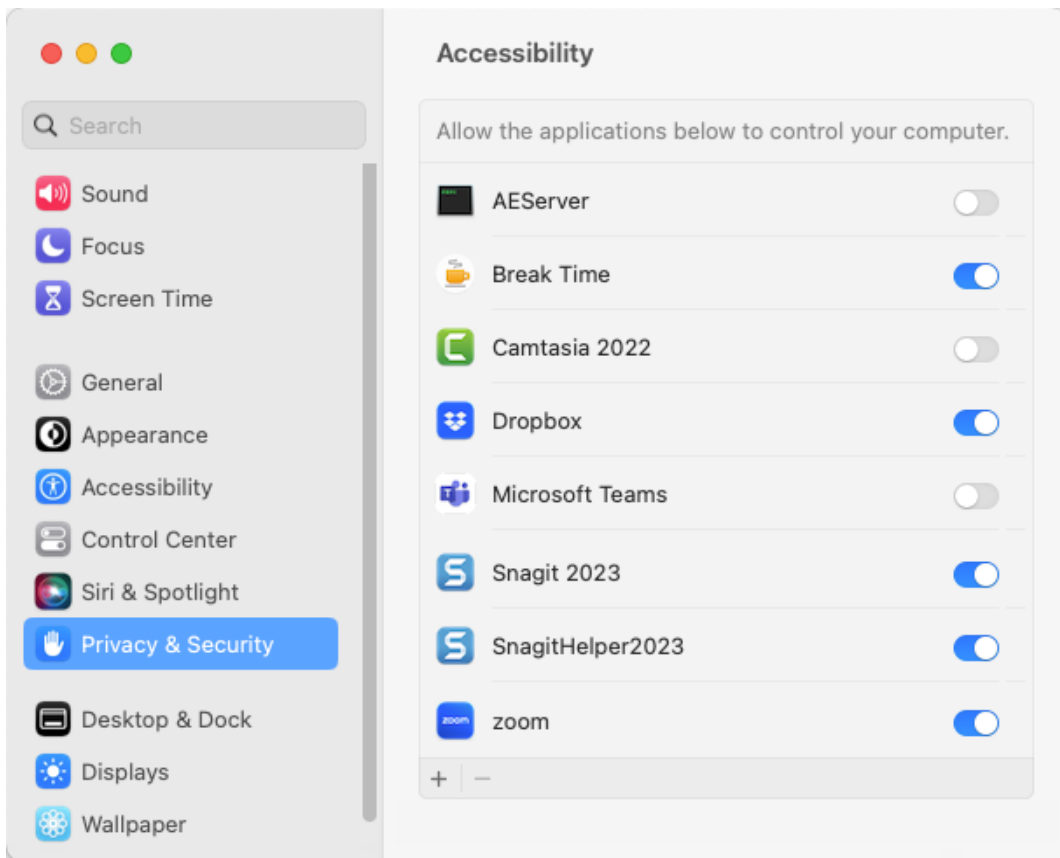 Search
Sound
Focus
Screen Time
General
Appearance
Accessibility
Control Center
Siri & Spotlight
Privacy & Security
Desktop & Dock
Displays
Wallpaper
Accessibility
Allow the applications below to control your computer.
AEServer
Break Time
Camtasia 2022
Dropbox
Microsoft Teams
Snagit 2023
SnagitHelper2023
zoom
zoom